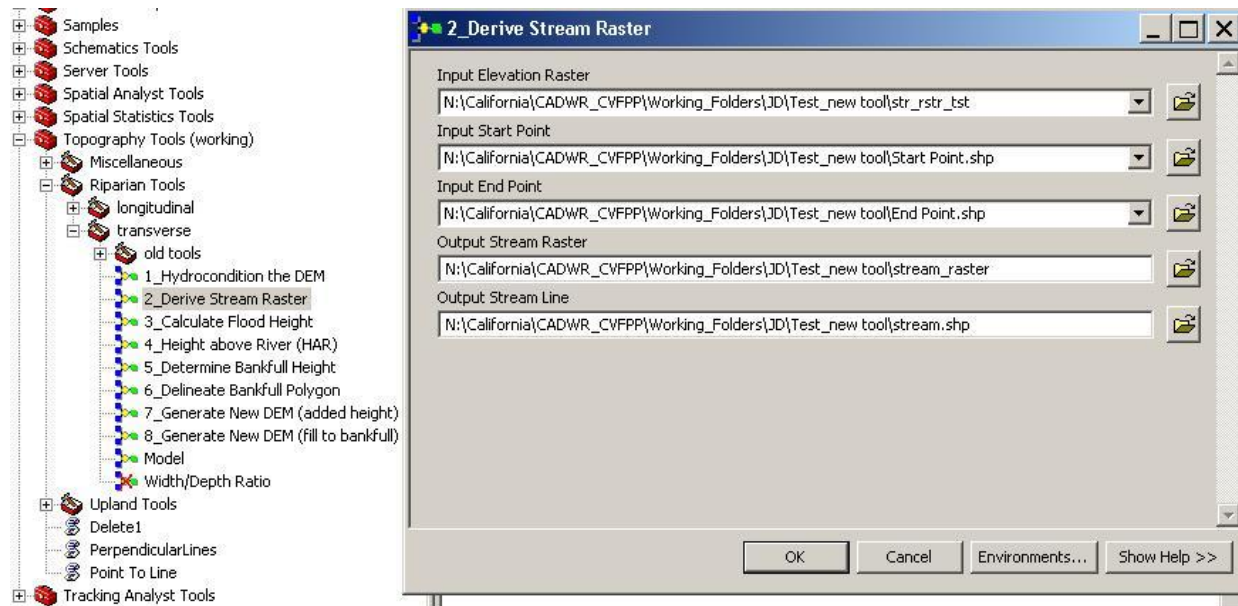 Samples
Schematics Tools
Server Tools
Spatial Analyst Tools
Spatial Statistics Tools
Topography Tools (working)
Miscellaneous
Riparian Tools
longitudinal
transverse
old tools
1_Hydrocondition the DEM
2_Derive Stream Raster
3_Calculate Flood Height
4_Height above River (HAR)
5_Determine Bankfull Height
6_Delineate Bankfull Polygon
7_Generate New DEM (added height)
8_Generate New DEM (fill to bankfull)
Model
Width/Depth Ratio
Upland Tools
Delete1
PerpendicularLines
Point To Line
Tracking Analyst Tools
2_Derive Stream Raster
Input Elevation Raster
N:\California\CADWR_CVFPP\Working_Folders\JD\Test_new tool\str_rstr_tst
Input Start Point
N:\California\CADWR_CVFPP\Working_Folders\JD\Test_new tool\Start Point.shp
Input End Point
N:\California\CADWR_CVFPP\Working_Folders\JD\Test_new tool\End Point.shp
Output Stream Raster
N:\California\CADWR_CVFPP\Working_Folders\JD\Test_new tool\stream_raster
Output Stream Line
N:\California\CADWR_CVFPP\Working_Folders\JD\Test_new tool\stream.shp
OK Cancel Environments... Show Help >>